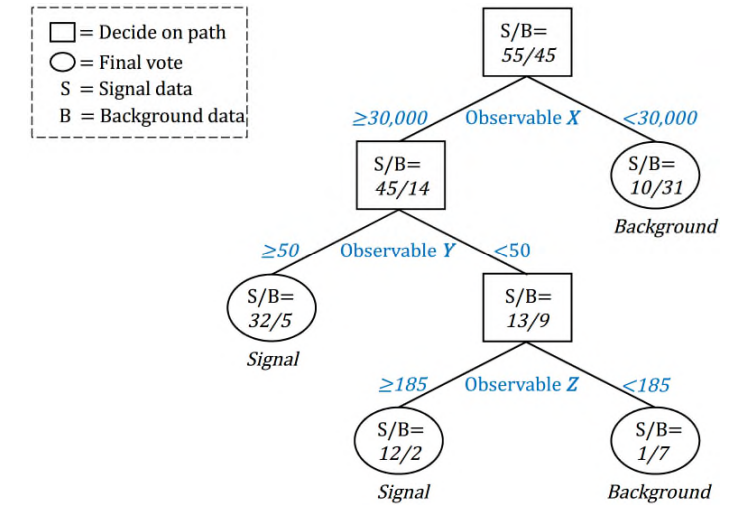 = Decide on path
= Final vote
S = Signal data
B = Background data
S/B=
55/45
≥30,000 Observable X <30,000
S/B=
45/14
S/B=
10/31
Background
≥50 Observable Y <50
S/B=
32/5
Signal
S/B=
13/9
≥185 Observable Z <185
S/B=
12/2
Signal
S/B=
1/7
Background